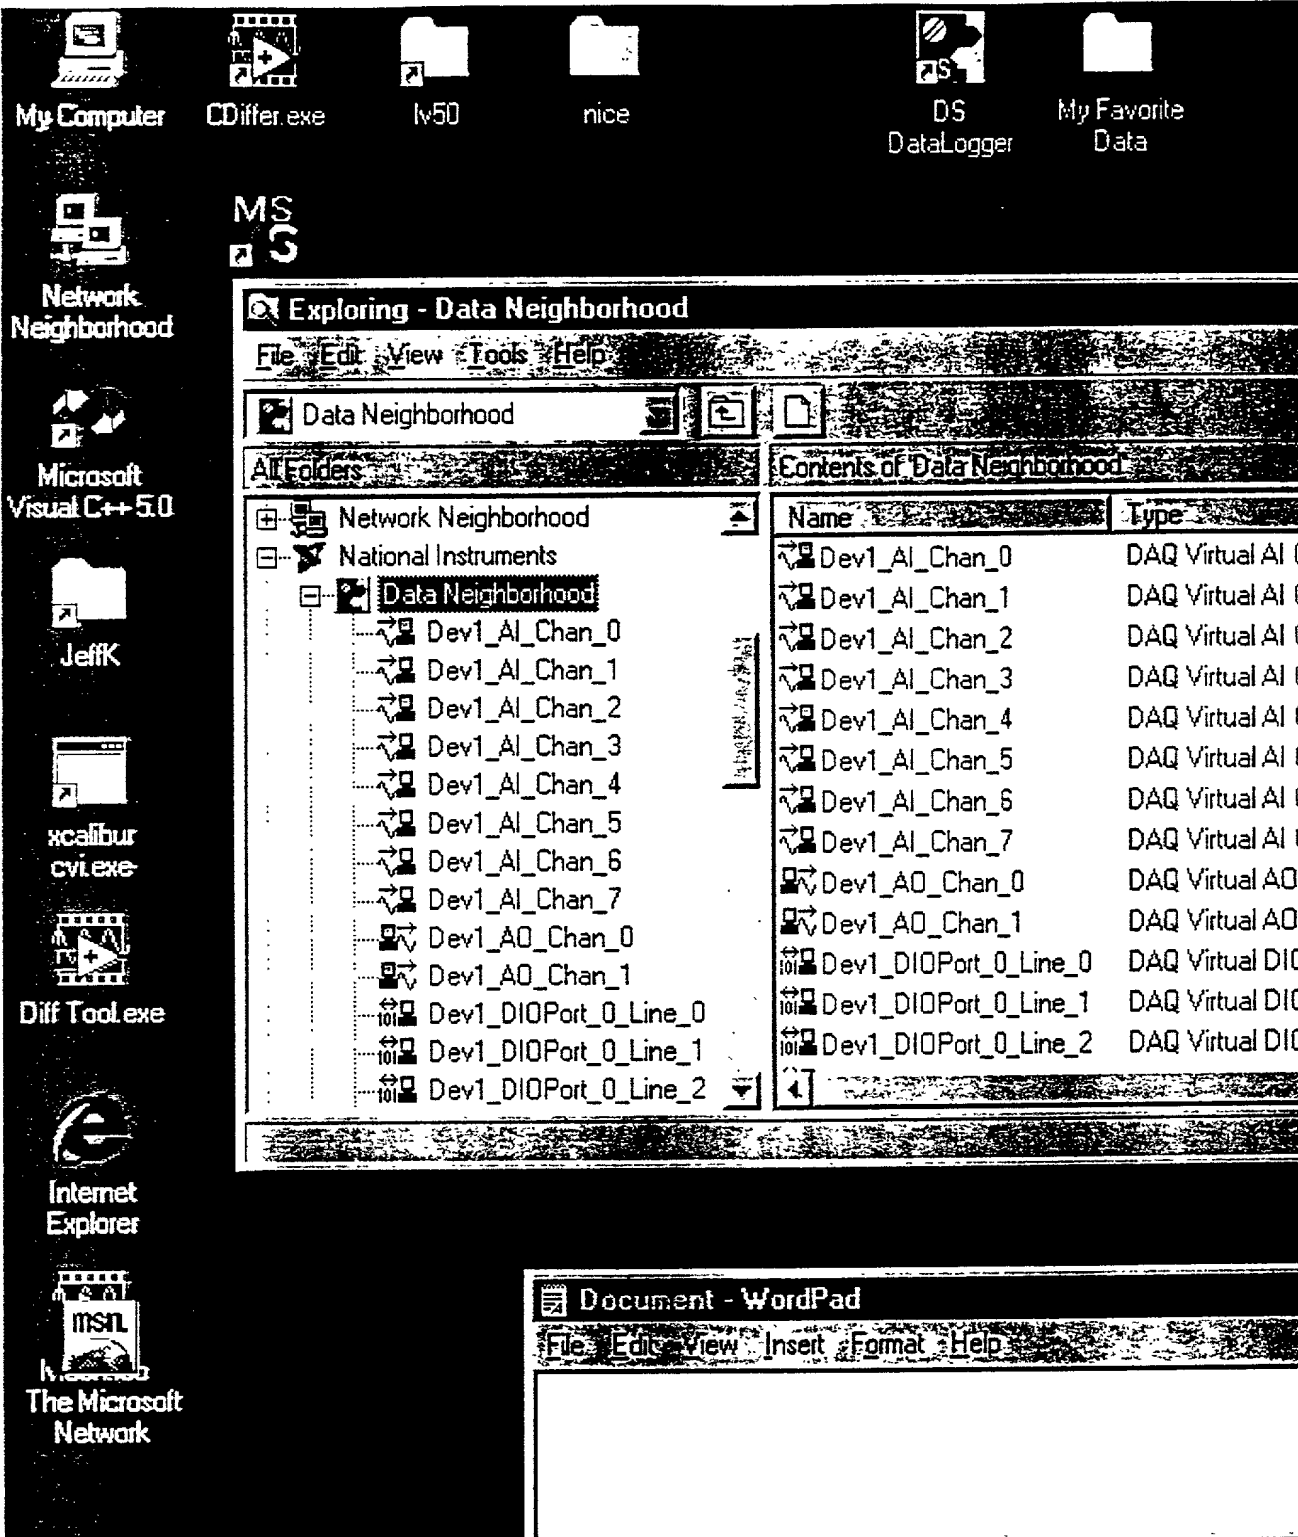 My Computer
CDiffer.exe
lv50
nice
DS
DataLogger
My Favorite
Data
MS
S
Network
Neighborhood
Microsoft
Visual C++ 5.0
JeffK
xcalibur
cvi.exe
Diff Tool.exe
Internet
Explorer
msn.
The Microsoft
Network
Exploring - Data Neighborhood
File Edit View Tools Help
Data Neighborhood
All Folders
Contents of 'Data Neighborhood'
Network Neighborhood
National Instruments
Data Neighborhood
Dev1_AI_Chan_0
Dev1_AI_Chan_1
Dev1_AI_Chan_2
Dev1_AI_Chan_3
Dev1_AI_Chan_4
Dev1_AI_Chan_5
Dev1_AI_Chan_6
Dev1_AI_Chan_7
Dev1_AO_Chan_0
Dev1_AO_Chan_1
Dev1_DIOPort_0_Line_0
Dev1_DIOPort_0_Line_1
Dev1_DIOPort_0_Line_2
Name Type
Dev1_AI_Chan_0 DAQ Virtual AI
Dev1_AI_Chan_1 DAQ Virtual AI
Dev1_AI_Chan_2 DAQ Virtual AI
Dev1_AI_Chan_3 DAQ Virtual AI
Dev1_AI_Chan_4 DAQ Virtual AI
Dev1_AI_Chan_5 DAQ Virtual AI
Dev1_AI_Chan_6 DAQ Virtual AI
Dev1_AI_Chan_7 DAQ Virtual AI
Dev1_AO_Chan_0 DAQ Virtual AO
Dev1_AO_Chan_1 DAQ Virtual AO
Dev1_DIOPort_0_Line_0 DAQ Virtual DIO
Dev1_DIOPort_0_Line_1 DAQ Virtual DIO
Dev1_DIOPort_0_Line_2 DAQ Virtual DIO
Document - WordPad
File Edit View Insert Format Help